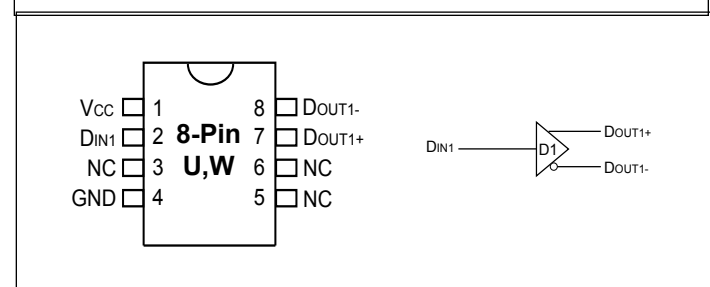 Vcc 1 8 DOUT1-
DIN1 2 8-Pin 7 DOUT1+
NC 3 U,W 6 NC
GND 4 5 NC
DIN1 D1 DOUT1+
DOUT1-